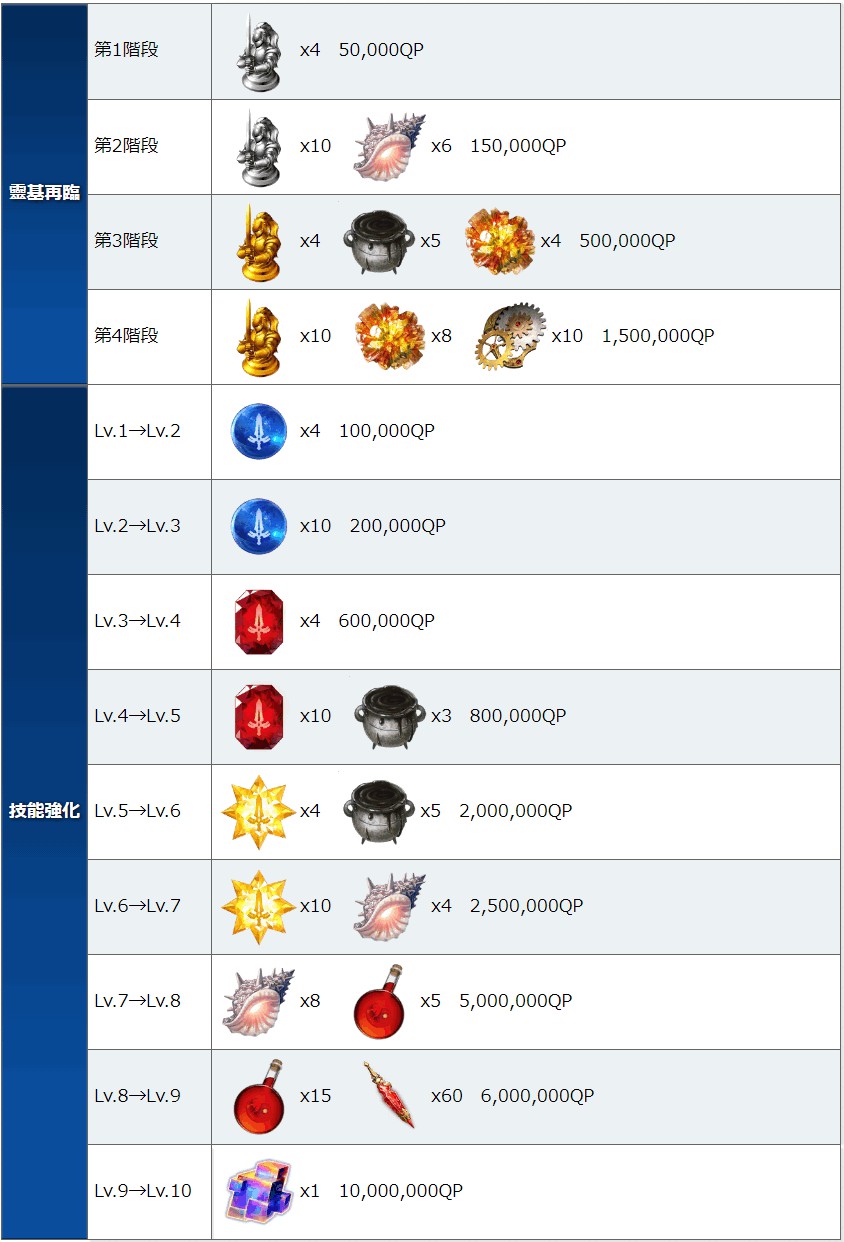 靈基再臨
第1階段 x4 50,000QP
第2階段 x10 x6 150,000QP
第3階段 x4 x5 x4 500,000QP
第4階段 x10 x8 x10 1,500,000QP
技能強化
Lv.1→Lv.2 x4 100,000QP
Lv.2→Lv.3 x10 200,000QP
Lv.3→Lv.4 x4 600,000QP
Lv.4→Lv.5 x10 x3 800,000QP
Lv.5→Lv.6 x4 x5 2,000,000QP
Lv.6→Lv.7 x10 x4 2,500,000QP
Lv.7→Lv.8 x8 x5 5,000,000QP
Lv.8→Lv.9 x15 x60 6,000,000QP
Lv.9→Lv.10 x1 10,000,000QP